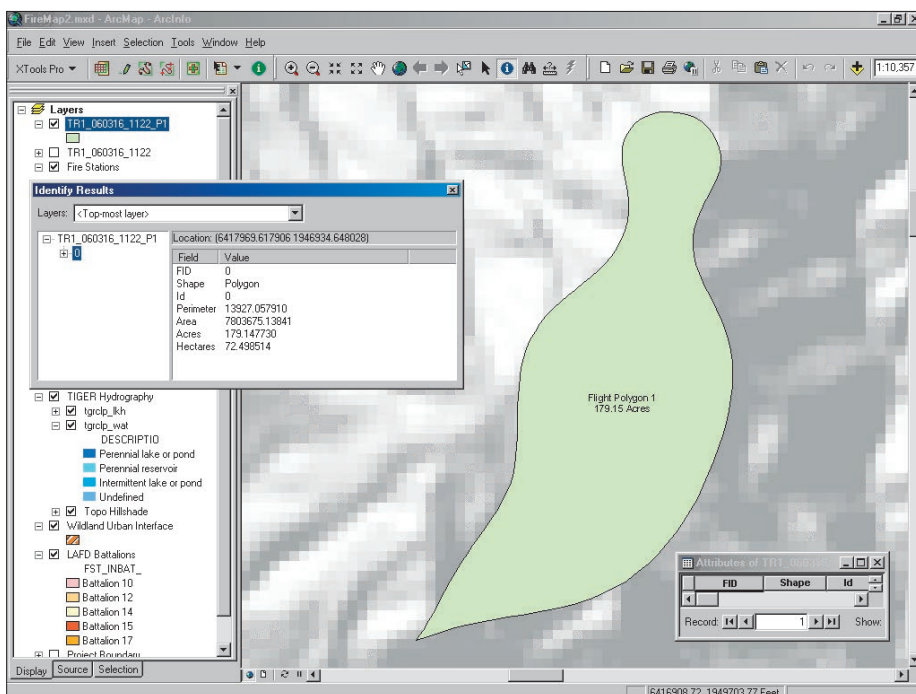 FireMap2.mxd - ArcMap - ArcInfo
File Edit View Insert Selection Tools Window Help
XTools Pro
1:10,357
Layers
TR1_060316_1122_P1
TR1_060316_1122
Fire Stations
Identify Results
Layers: <Top-most layer>
TR1_060316_1122_P1
0
Location: (6417969.617906 1946934.648028)
Field Value
FID 0
Shape Polygon
Id 0
Perimeter 13927.057910
Area 7803675.13841
Acres 179.147730
Hectares 72.498514
TIGER Hydrography
tgrclp_lkh
tgrclp_wat
DESCRIPTIO
Perennial lake or pond
Perennial reservoir
Intermittent lake or pond
Undefined
Topo Hillshade
Wildland Urban Interface
LAFD Battalions
FST_INBAT_
Battalion 10
Battalion 12
Battalion 14
Battalion 15
Battalion 17
Project Boundary
Display Source Selection
Flight Polygon 1
179.15 Acres
Attributes of TR1_060316
FID Shape Id
Record: 1 Show:
6416908.72 1949703.77 Feet